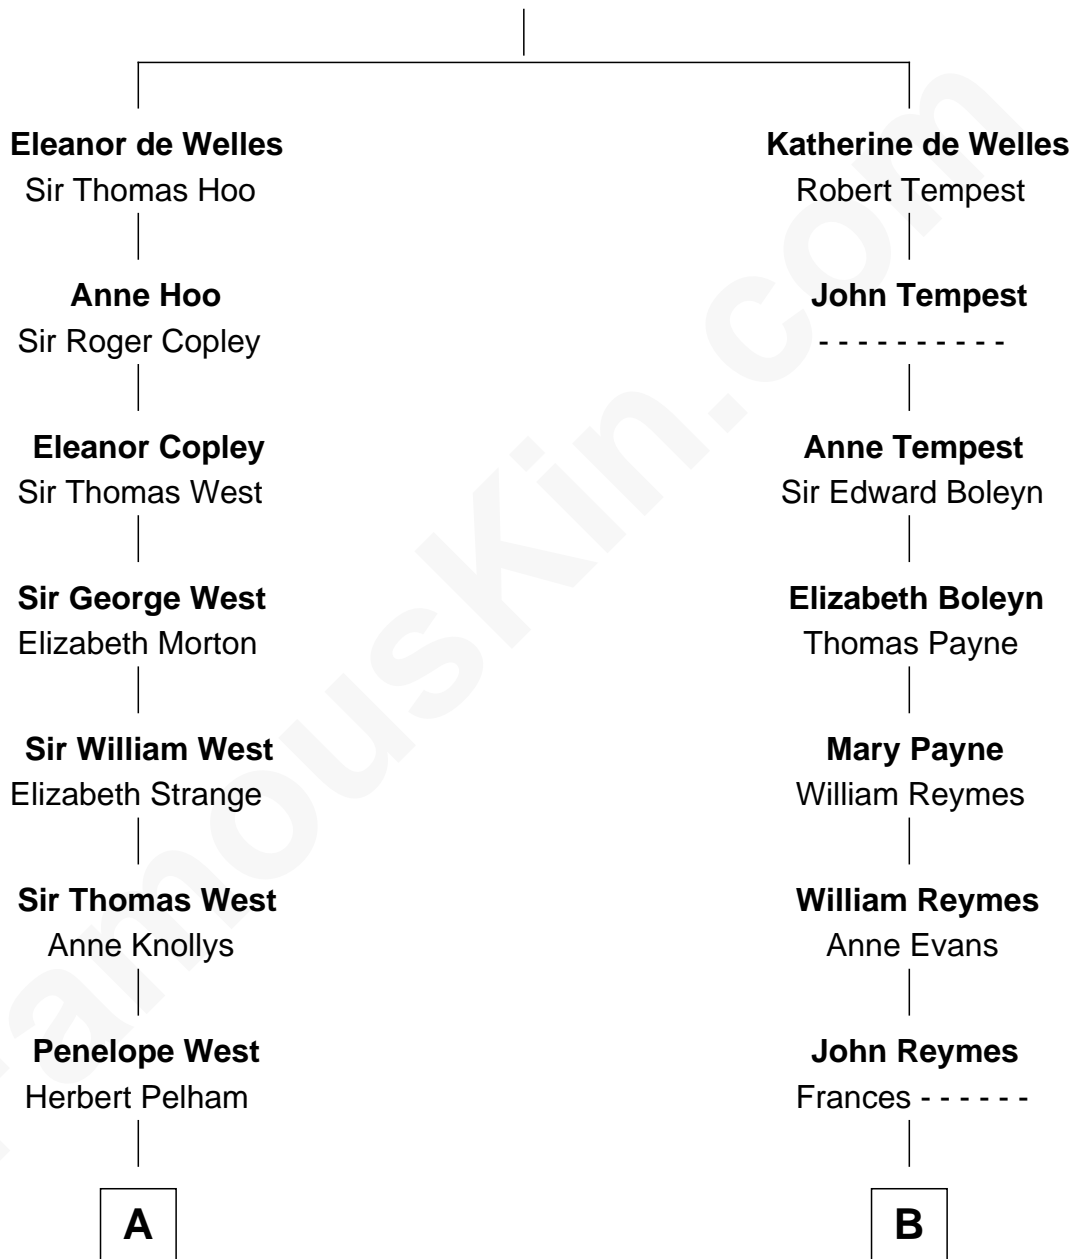 Eleanor de Welles
Sir Thomas Hoo
Anne Hoo
Sir Roger Copley
Eleanor Copley
Sir Thomas West
Sir George West
Elizabeth Morton
Sir William West
Elizabeth Strange
Sir Thomas West
Anne Knollys
Penelope West
Herbert Pelham
A
Katherine de Welles
Robert Tempest
John Tempest
- - - - - - - - - -
Anne Tempest
Sir Edward Boleyn
Elizabeth Boleyn
Thomas Payne
Mary Payne
William Reymes
William Reymes
Anne Evans
John Reymes
Frances - - - - - -
B
FamousKin.com